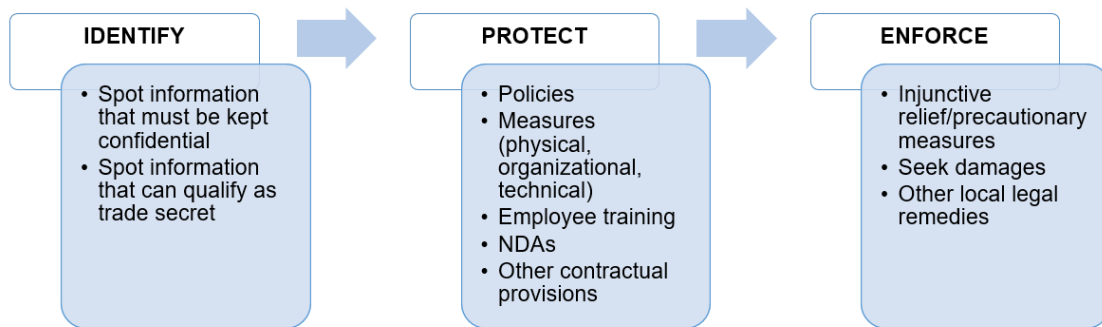 IDENTIFY
• Spot information
that must be kept
confidential
• Spot information
that can qualify as
trade secret
PROTECT
• Policies
• Measures
(physical,
organizational,
technical)
• Employee training
• NDAs
• Other contractual
provisions
ENFORCE
• Injunctive
relief/precautionary
measures
• Seek damages
• Other local legal
remedies